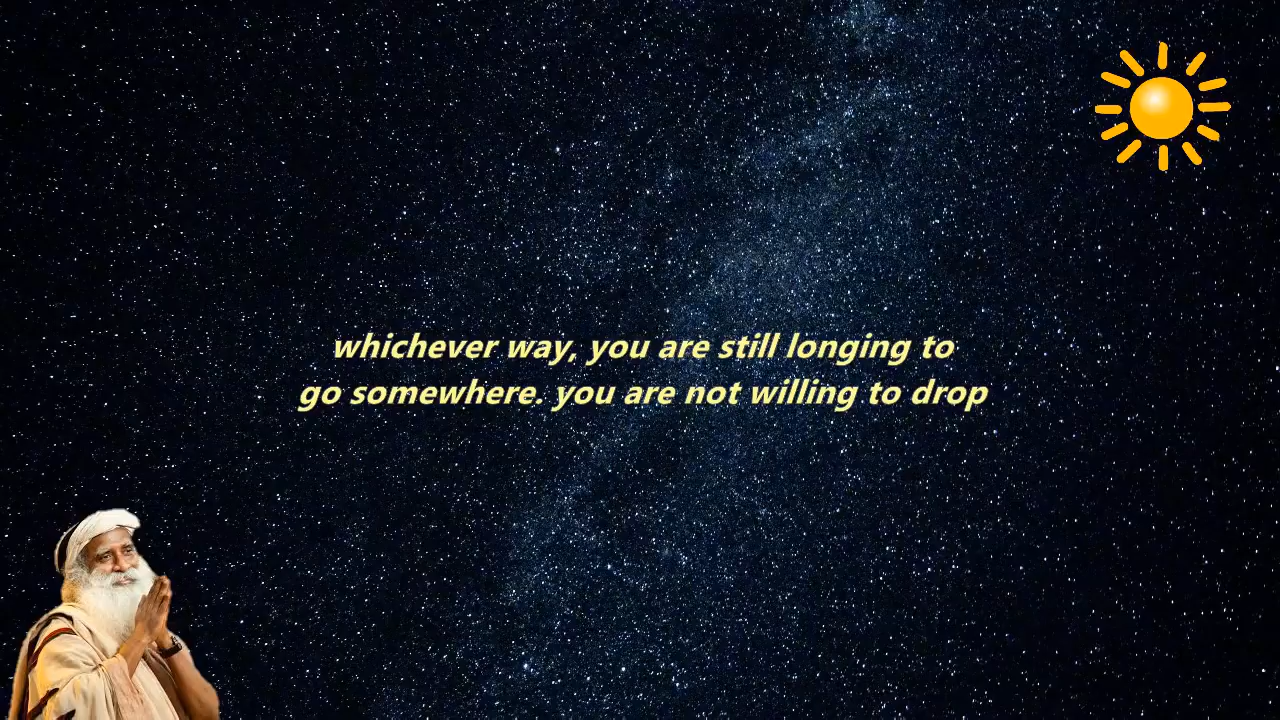 whichever way, you are still longing to
go somewhere. you are not willing to drop